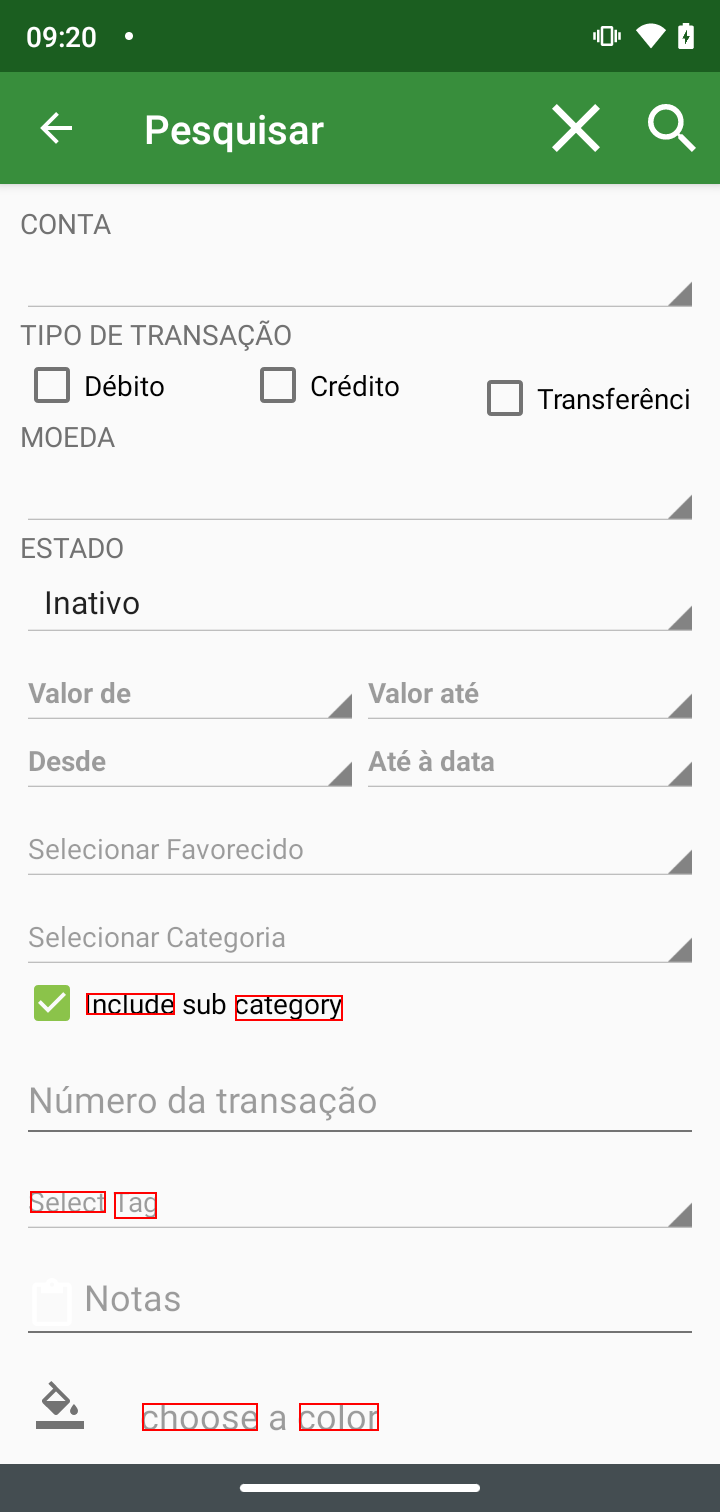 09:20
Pesquisar
CONTA
TIPO DE TRANSAÇÃO
Débito Crédito Transferênci
MOEDA
ESTADO
Inativo
Valor de Valor até
Desde Até à data
Selecionar Favorecido
Selecionar Categoria
Include sub category
Número da transação
Select Tag
Notas
choose a color